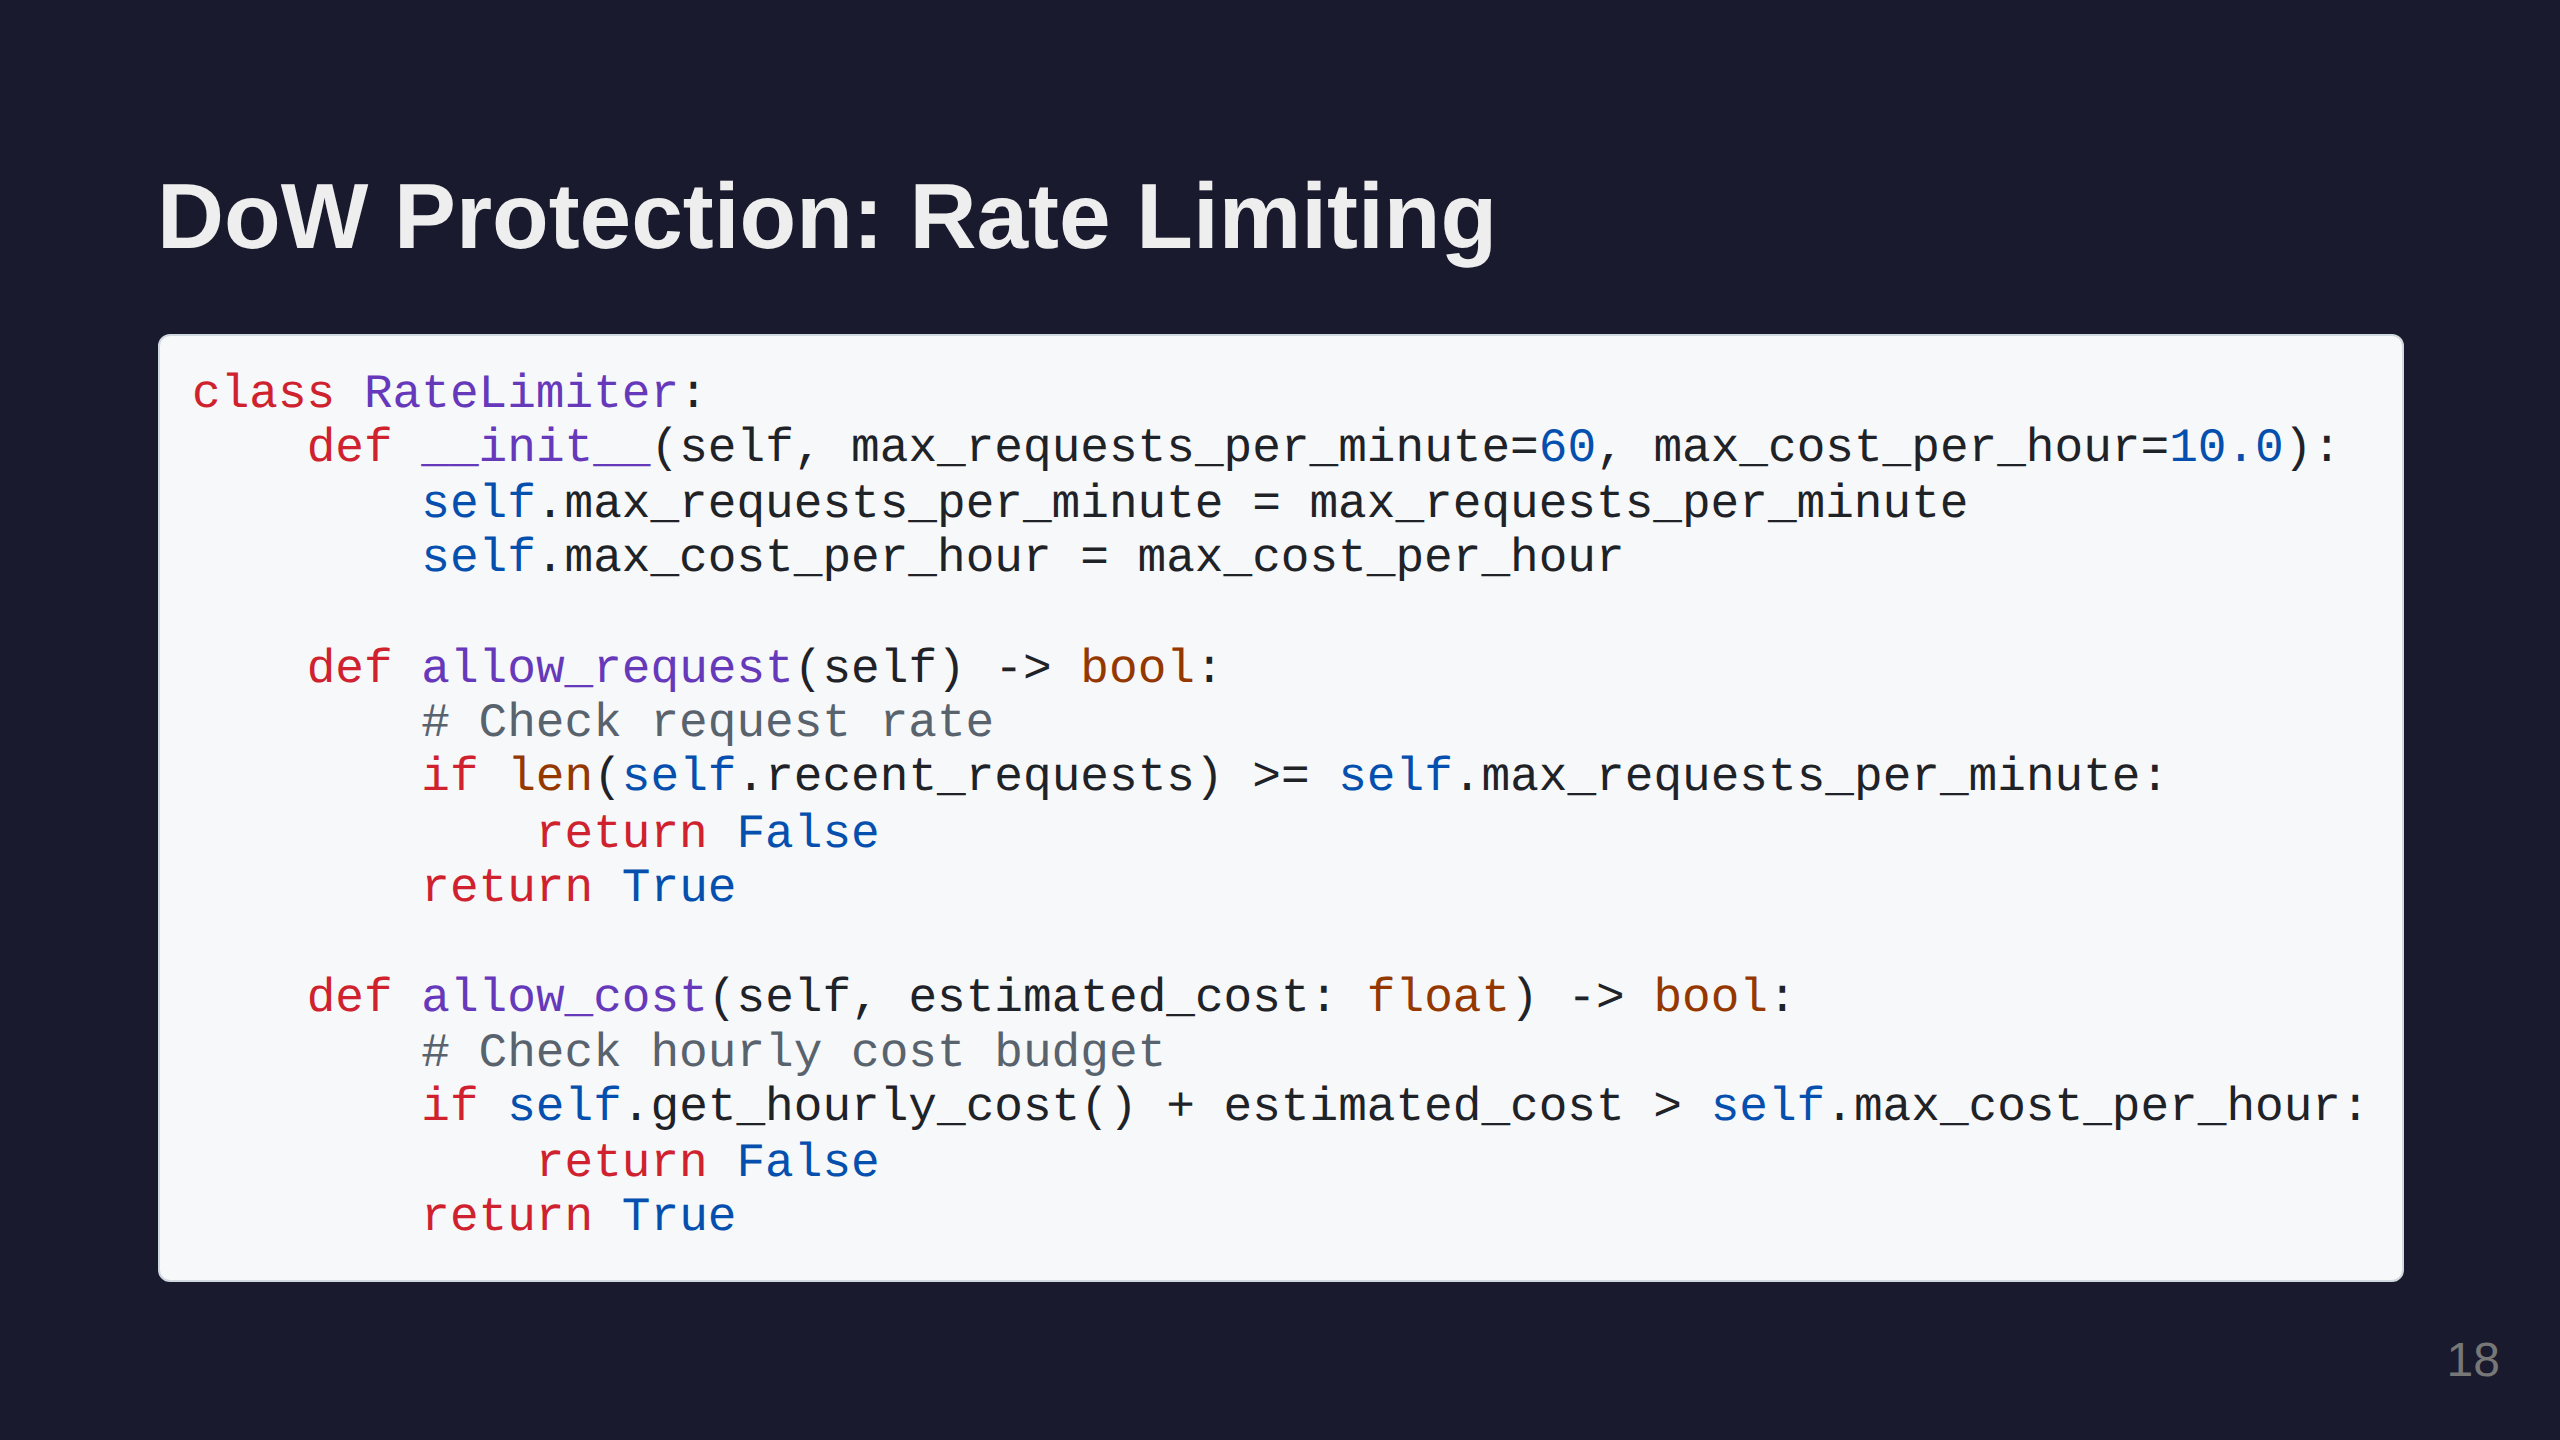 DoW Protection: Rate Limiting
class RateLimiter:
    def __init__(self, max_requests_per_minute=60, max_cost_per_hour=10.0):
        self.max_requests_per_minute = max_requests_per_minute
        self.max_cost_per_hour = max_cost_per_hour

    def allow_request(self) -> bool:
        # Check request rate
        if len(self.recent_requests) >= self.max_requests_per_minute:
            return False
        return True

    def allow_cost(self, estimated_cost: float) -> bool:
        # Check hourly cost budget
        if self.get_hourly_cost() + estimated_cost > self.max_cost_per_hour:
            return False
        return True
18